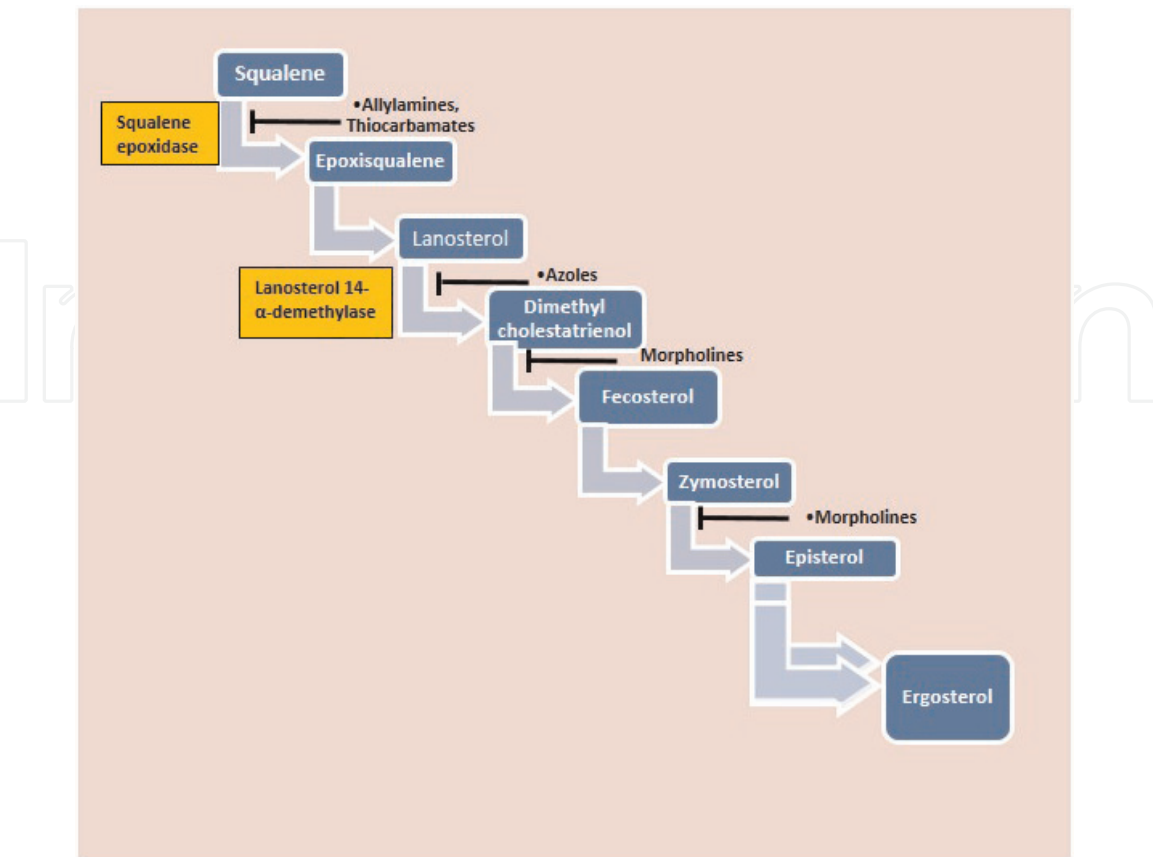 Squalene
•Allylamines,
Thiocarbamates
Squalene
epoxidase
Epoxisqualene
Lanosterol
•Azoles
Lanosterol 14-
α-demethylase
Dimethyl
cholestatrienol
Morpholines
Fecosterol
Zymosterol
•Morpholines
Episterol
Ergosterol